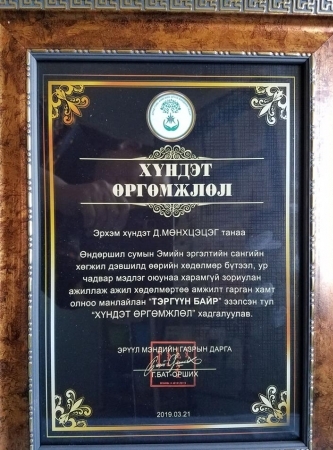 ХҮНДЭТ
ӨРГӨМЖЛӨЛ
Эрхэм хүндэт Д.МӨНХЦЭЦЭГ танаа
Өндөршил сумын Эмийн эргэлтийн сангийн
хөгжил дэвшилд өөрийн хөдөлмөр бүтээл, ур
чадвар мэдлэг оюунаа харамгүй зориулан
ажиллаж ажил хөдөлмөртөө амжилт гарган хамт
олноо манлайлан "ТЭРГҮҮН БАЙР" эзэлсэн тул
"ХҮНДЭТ ӨРГӨМЖЛӨЛ" хадгалуулав.
ЭРҮҮЛ МЭНДИЙН ГАЗРЫН ДАРГА
Г.БАТ-ОРШИХ
2019.03.21